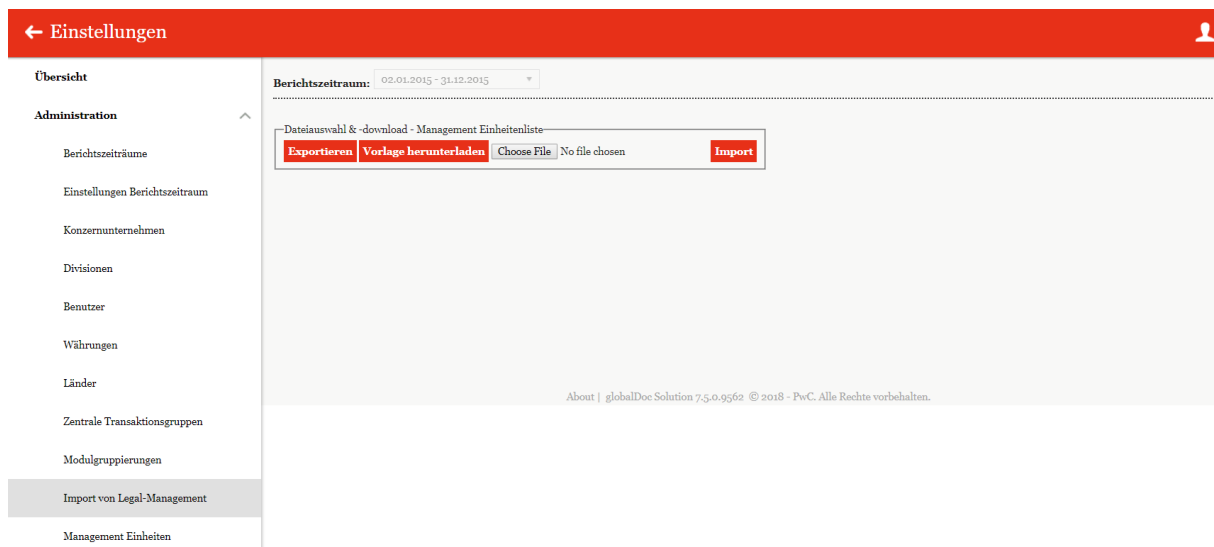 Einstellungen
Übersicht
Administration
Berichtszeiträume
Einstellungen Berichtszeitraum
Konzernunternehmen
Divisionen
Benutzer
Währungen
Länder
Zentrale Transaktionsgruppen
Modulgruppierungen
Import von Legal-Management
Management Einheiten
Berichtszeitraum: 02.01.2015 - 31.12.2015
Dateiauswahl & -download - Management Einheitenliste
Exportieren Vorlage herunterladen Choose File No file chosen Import
About | globalDoc Solution 7.5.0.9562 © 2018 - PwC. Alle Rechte vorbehalten.